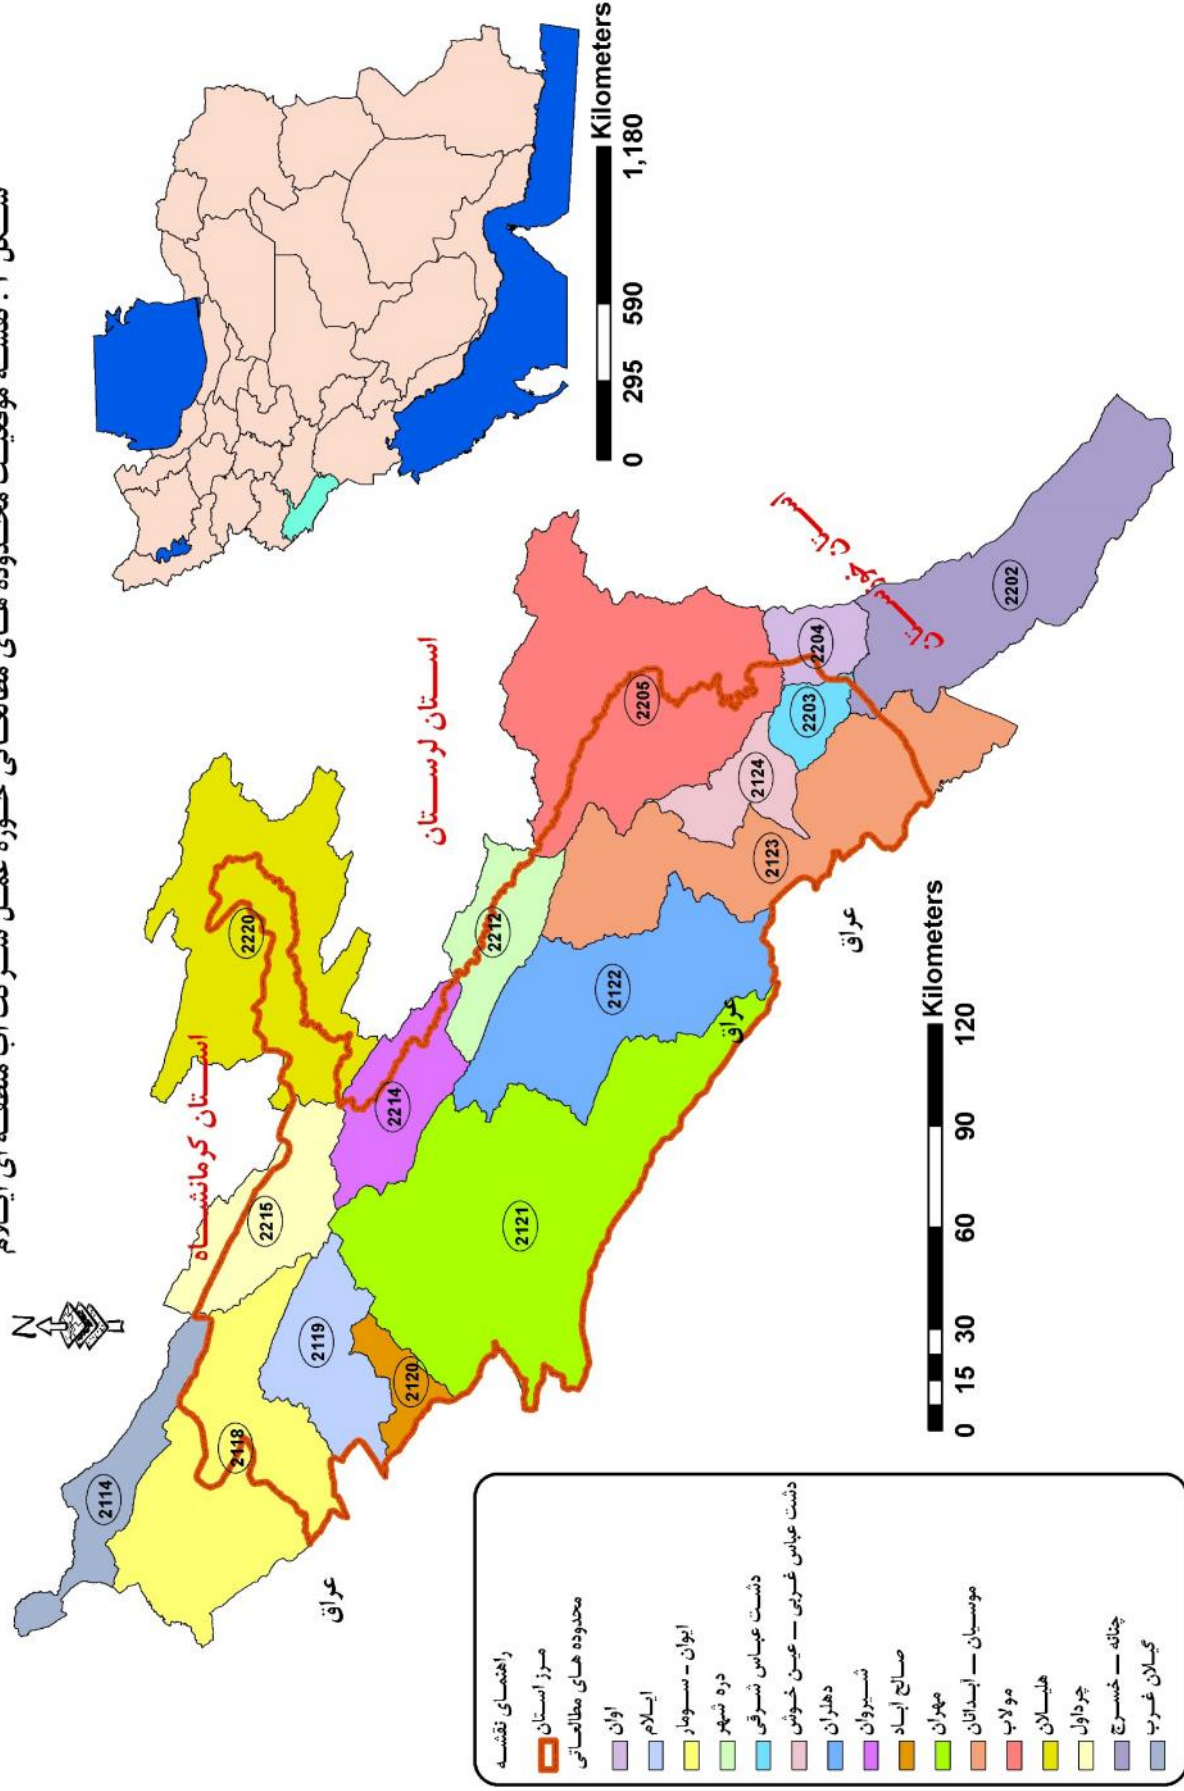 شکل ۱ . نقشه موقعیت محدوده های مطالعاتی حوزه عمل شرکت آب منطقه ای ایلام
N
استان کرمانشاه
استان لرستان
استان خوزستان
عراق
عراق
عراق
2114
2118
2119
2120
2121
2122
2123
2124
2202
2203
2204
2205
2212
2214
2215
2220
0 295 590 1,180
Kilometers
0 15 30 60 90 120
Kilometers
راهنمای نقشه
مرز استان
محدوده های مطالعاتی
اوان
ایلام
ایوان - سومار
دره شهر
دشت عباس شرقی
دشت عباس غربی - عین خوش
دهلران
شیروان
صالح آباد
مهران
موسیان - آبدانان
مولاب
هلیلان
چرداول
چنانه - خسرج
گیلان غرب